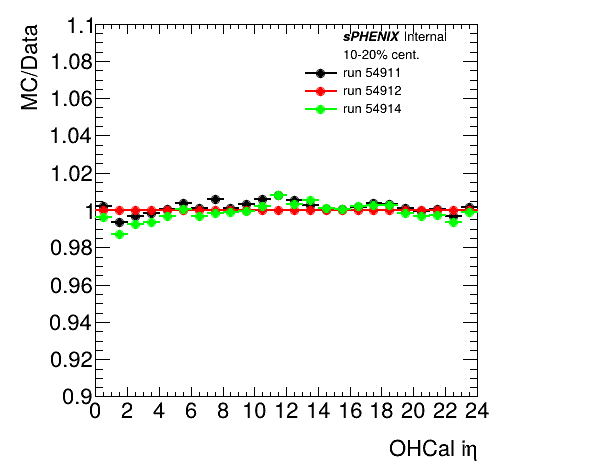 MC/Data
1.1
1.08
1.06
1.04
1.02
1
0.98
0.96
0.94
0.92
0.9
sPHENIX Internal
10-20% cent.
run 54911
run 54912
run 54914
0 2 4 6 8 10 12 14 16 18 20 22 24
OHCal iη